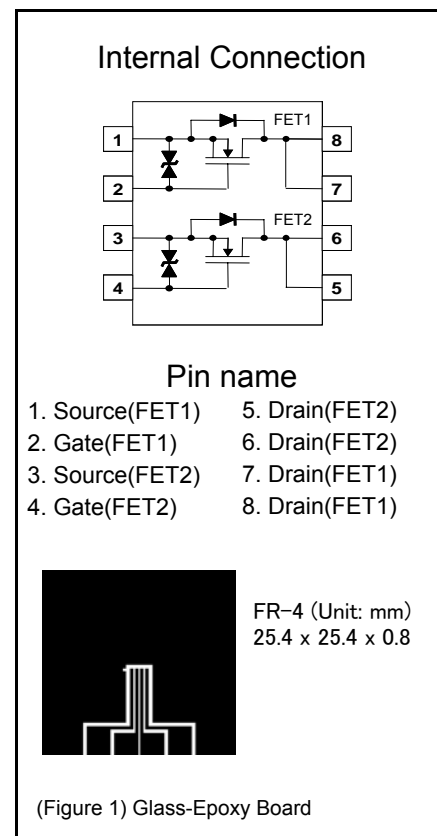 Internal Connection
FET1
1
8
2
7
FET2
3
6
4
5
Pin name
1. Source(FET1) 5. Drain(FET2)
2. Gate(FET1) 6. Drain(FET2)
3. Source(FET2) 7. Drain(FET1)
4. Gate(FET2) 8. Drain(FET1)
FR-4 (Unit: mm)
25.4 x 25.4 x 0.8
(Figure 1) Glass-Epoxy Board